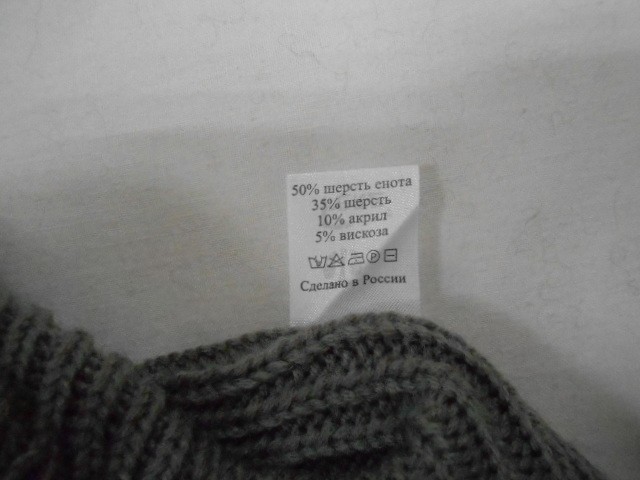 50% шерсть енота
35% шерсть
10% акрил
5% вискоза
Сделано в России